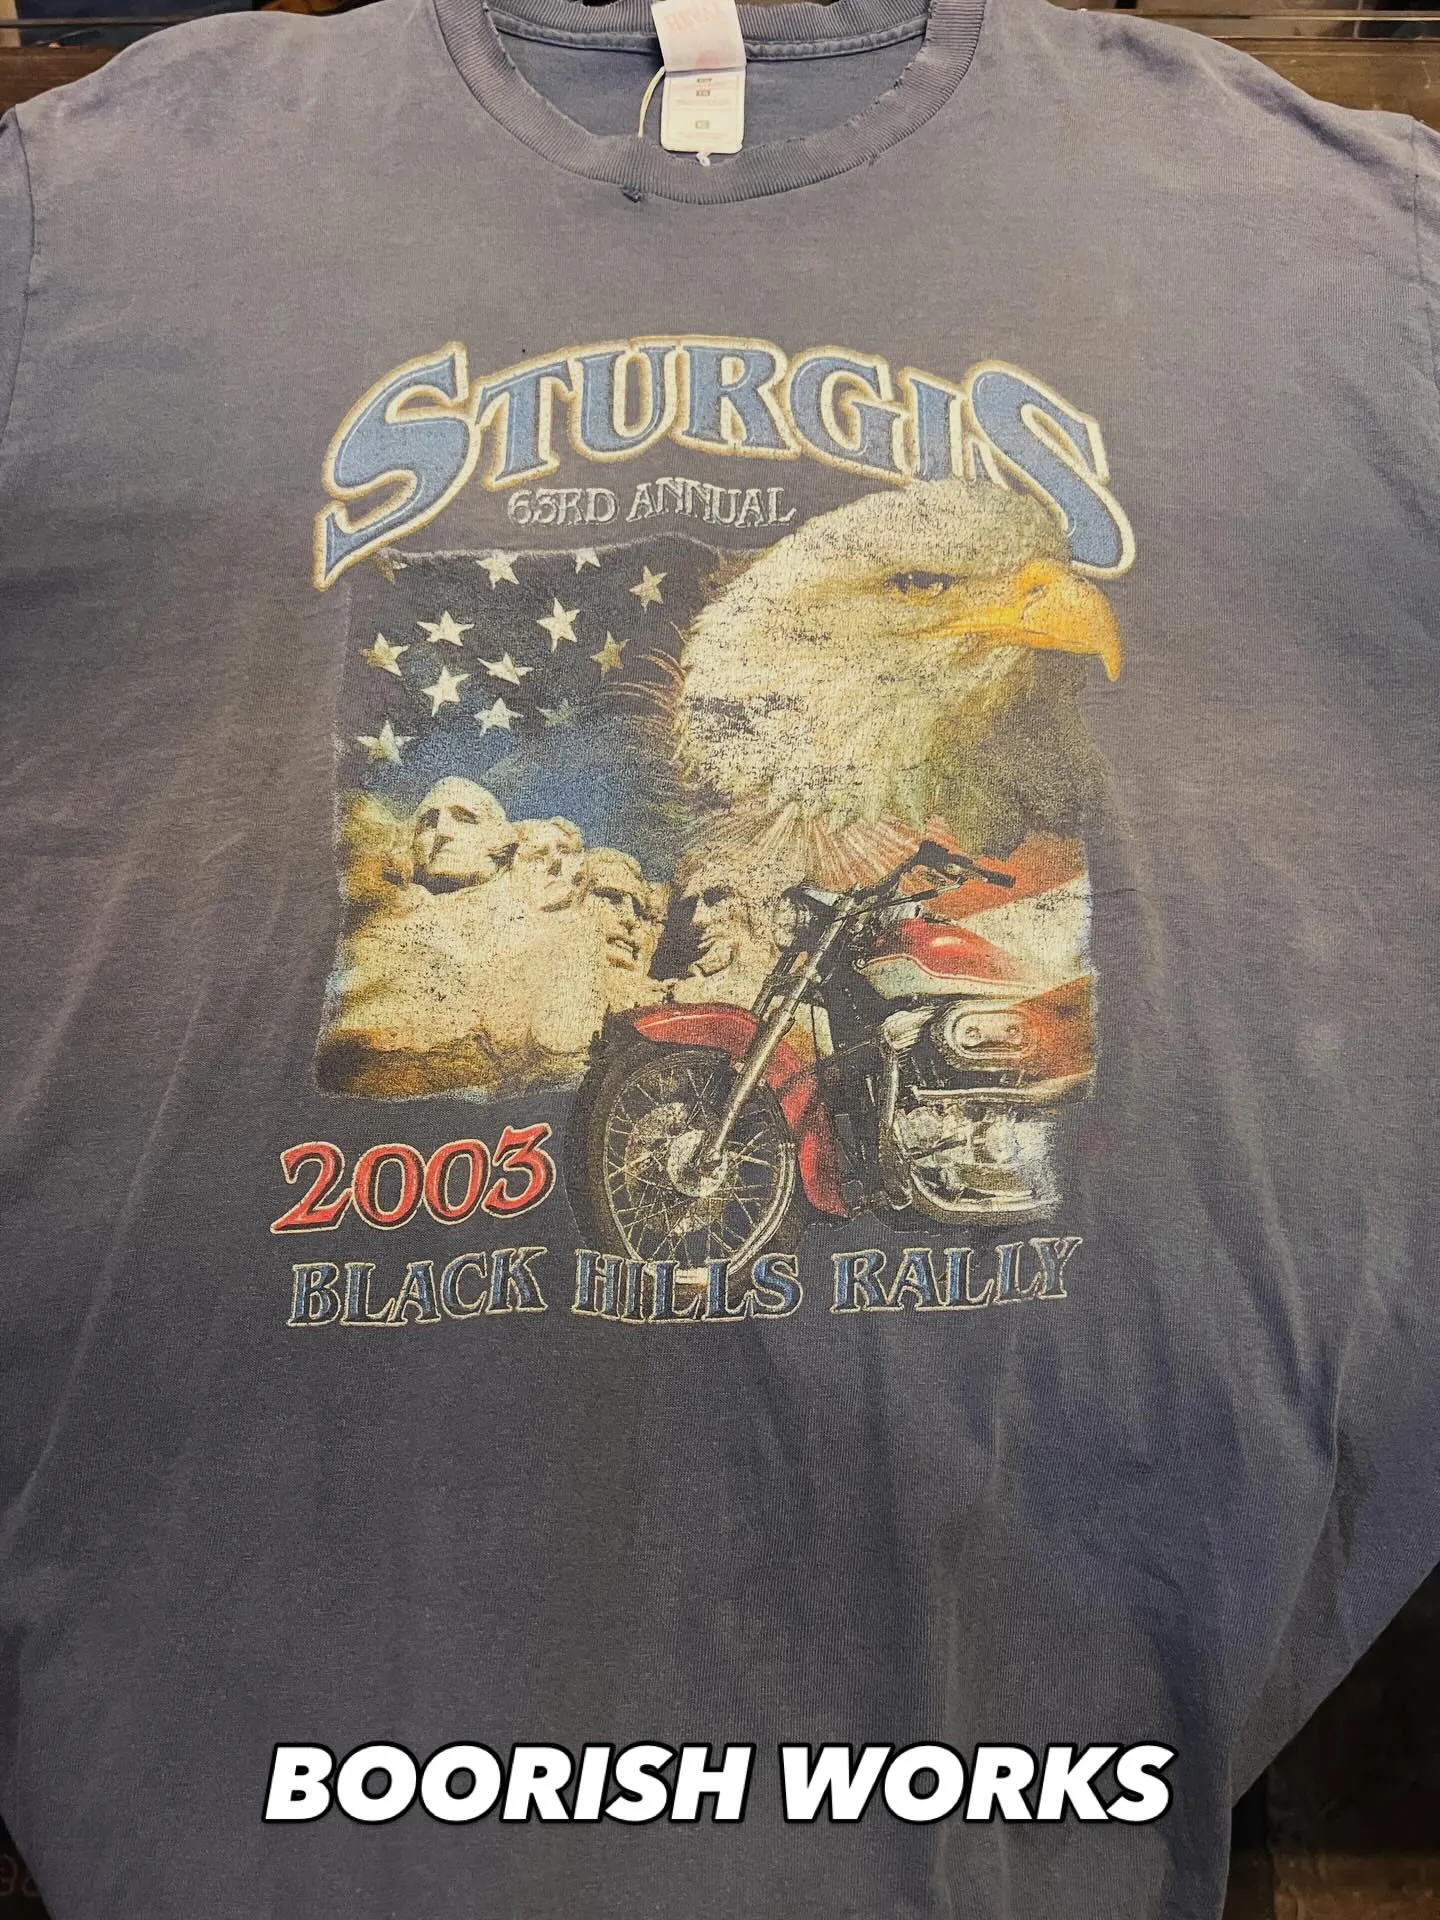 STURGIS
63RD ANNUAL
2003
BLACK HILLS RALLY
BOORISH WORKS